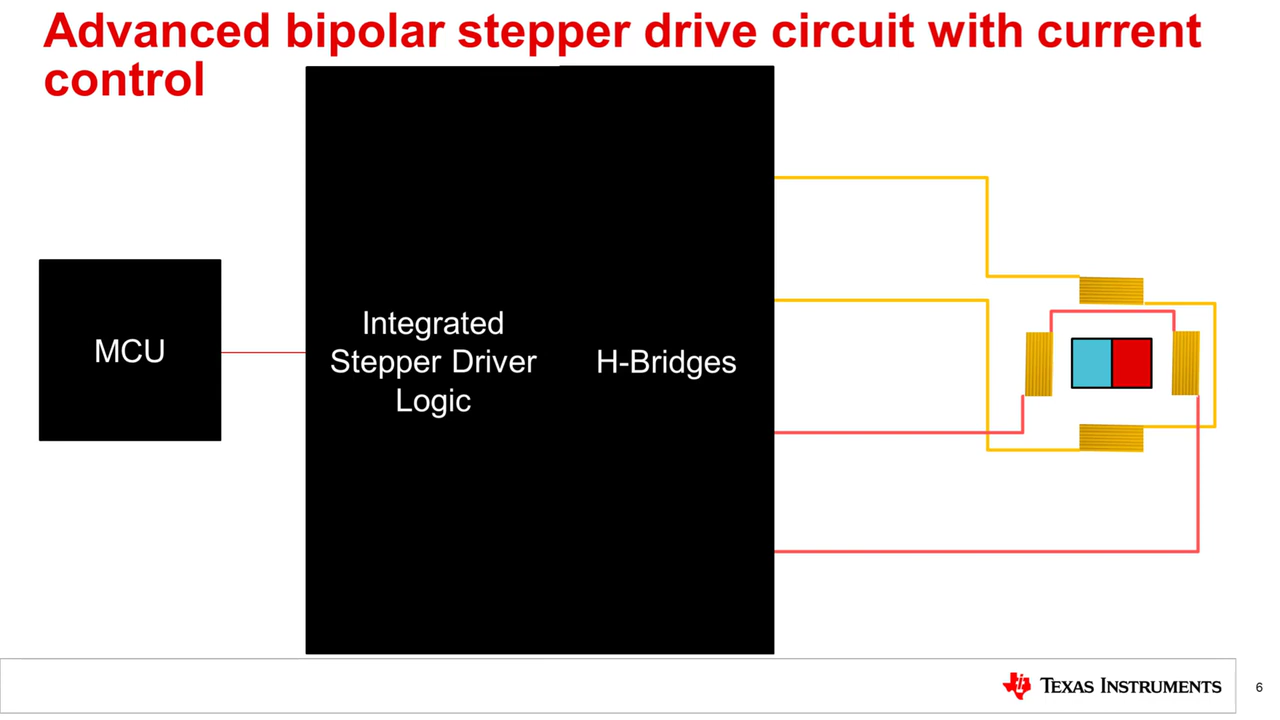 Advanced bipolar stepper drive circuit with current
control
MCU
Integrated
Stepper Driver
Logic
H-Bridges
TEXAS INSTRUMENTS
6